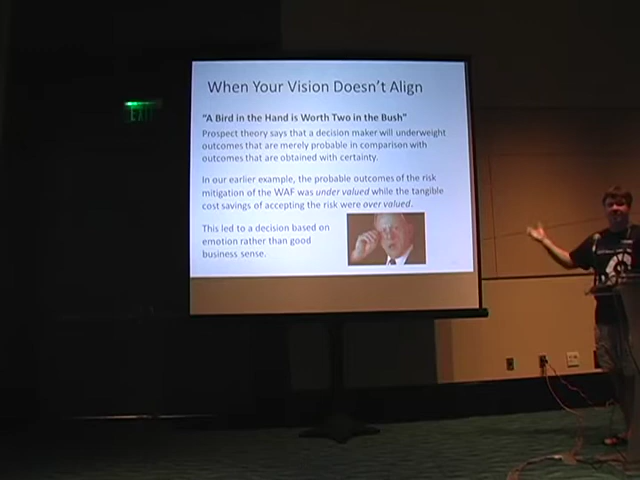 When Your Vision Doesn't Align
"A Bird in the Hand is Worth Two in the Bush"
Prospect theory says that a decision maker will underweight
outcomes that are merely probable in comparison with
outcomes that are obtained with certainty.
In our earlier example, the probable outcomes of the risk
mitigation of the WAF was under valued while the tangible
cost savings of accepting the risk were over valued.
This led to a decision based on
emotion rather than good
business sense.
EXIT